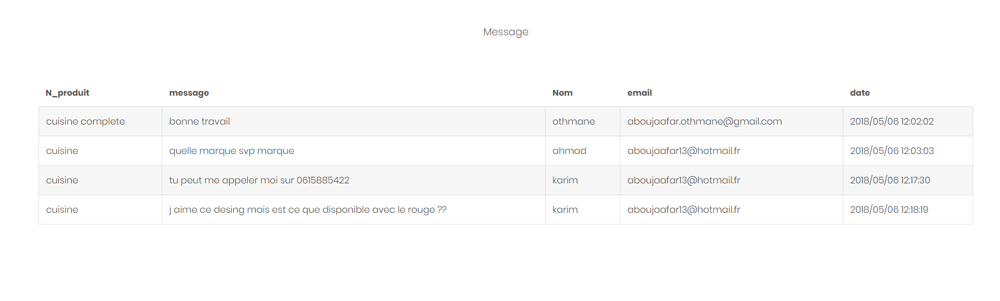 Message
N_produit message Nom email date
cuisine complete bonne travail othmane aboujaafar.othmane@gmail.com 2018/05/06 12:02:02
cuisine quelle marque svp marque ahmad aboujaafar13@hotmail.fr 2018/05/06 12:03:03
cuisine tu peut me appeler moi sur 0615885422 karim aboujaafar13@hotmail.fr 2018/05/06 12:17:30
cuisine j aime ce desing mais est ce que disponible avec le rouge ?? karim aboujaafar13@hotmail.fr 2018/05/06 12:18:19